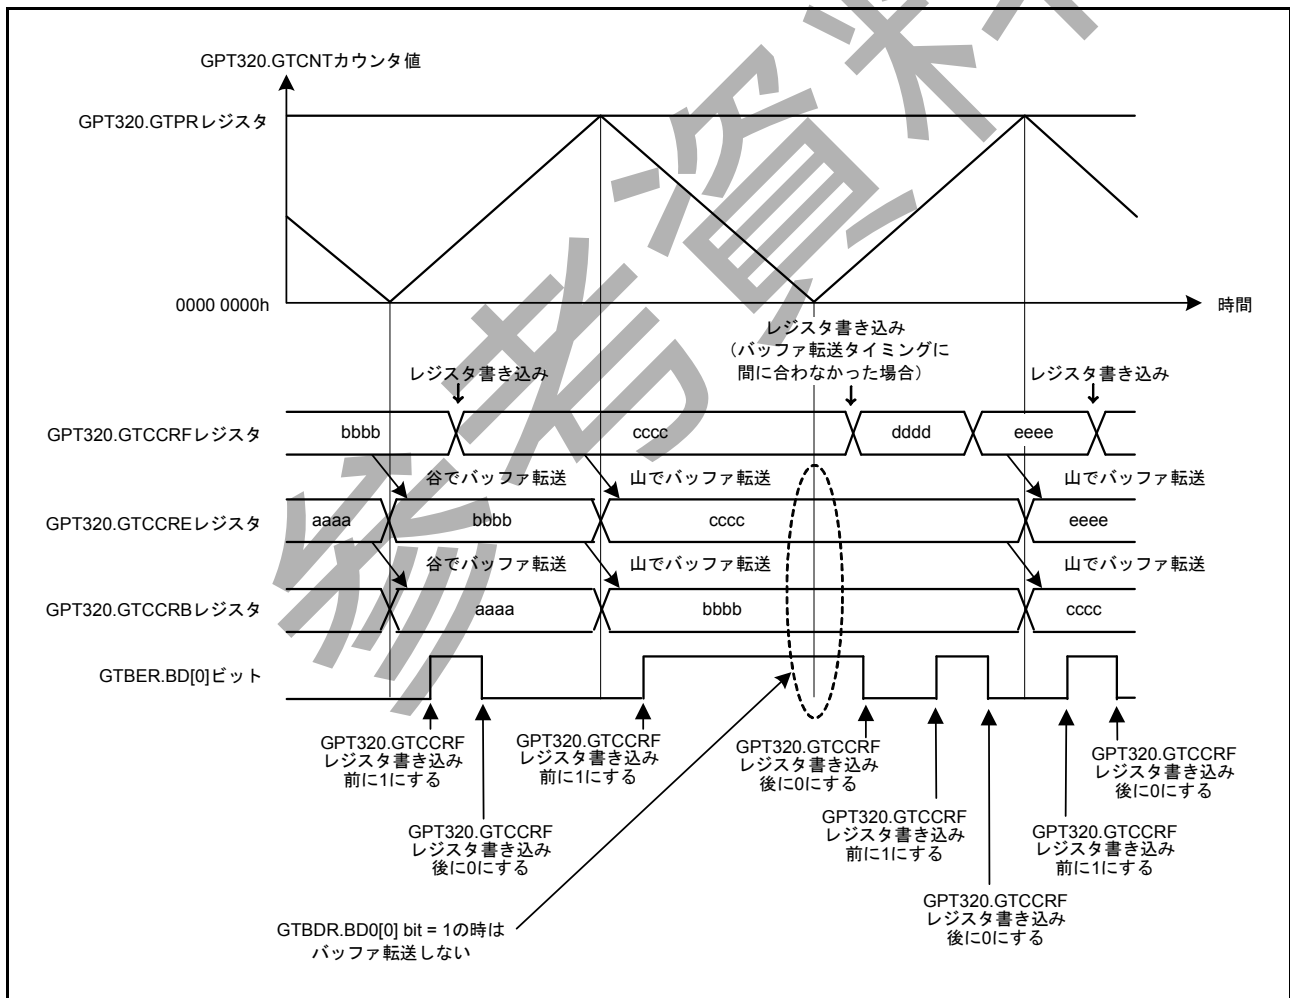 GPT320.GTCNTカウンタ値
GPT320.GTPRレジスタ
0000 0000h
時間
レジスタ書き込み
（バッファ転送タイミングに
間に合わなかった場合）
レジスタ書き込み
レジスタ書き込み
GPT320.GTCCRFレジスタ
bbbb
cccc
dddd
eeee
谷でバッファ転送
山でバッファ転送
山でバッファ転送
GPT320.GTCCREレジスタ
aaaa
bbbb
cccc
eeee
谷でバッファ転送
山でバッファ転送
山でバッファ転送
GPT320.GTCCRBレジスタ
aaaa
bbbb
cccc
GTBER.BD[0]ビット
GPT320.GTCCRF
レジスタ書き込み
前に1にする
GPT320.GTCCRF
レジスタ書き込み
後に0にする
GPT320.GTCCRF
レジスタ書き込み
前に1にする
GPT320.GTCCRF
レジスタ書き込み
後に0にする
GPT320.GTCCRF
レジスタ書き込み
前に1にする
GPT320.GTCCRF
レジスタ書き込み
後に0にする
GPT320.GTCCRF
レジスタ書き込み
前に1にする
GPT320.GTCCRF
レジスタ書き込み
後に0にする
GTBDR.BD0[0] bit = 1の時は
バッファ転送しない
参考資料